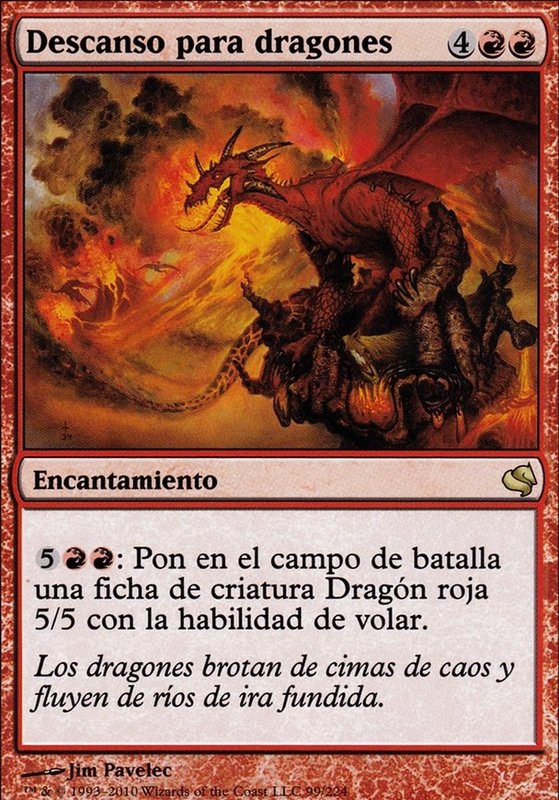 Descanso para dragones 4
Encantamiento
5 : Pon en el campo de batalla
una ficha de criatura Dragón roja
5/5 con la habilidad de volar.
Los dragones brotan de cimas de caos y
fluyen de ríos de ira fundida.
Jim Pavelec
™ & © 1993–2010 Wizards of the Coast LLC 99/224